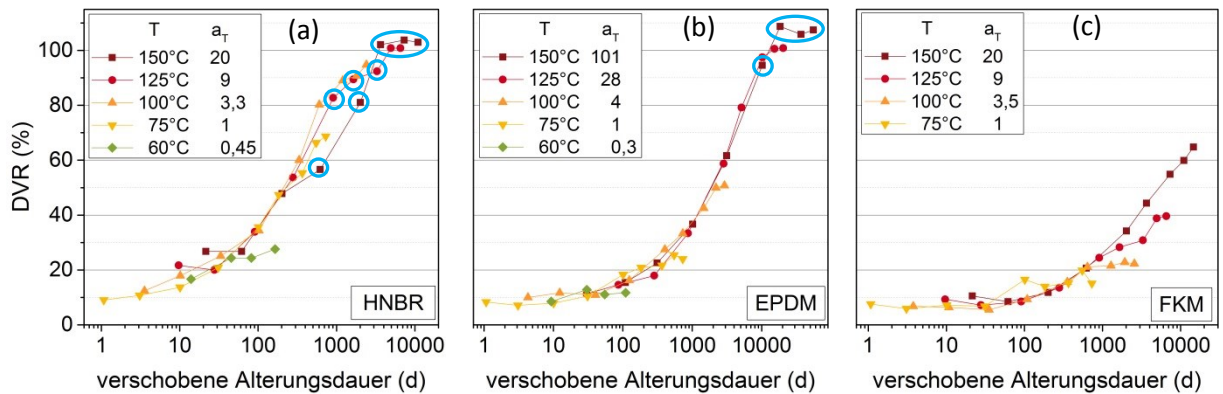 DVR (%)
100
80
60
40
20
0
(a)
T a_T
150°C 20
125°C 9
100°C 3,3
75°C 1
60°C 0,45
HNBR
1 10 100 1000 10000
verschobene Alterungsdauer (d)
(b)
T a_T
150°C 101
125°C 28
100°C 4
75°C 1
60°C 0,3
EPDM
1 10 100 1000 10000
verschobene Alterungsdauer (d)
(c)
T a_T
150°C 20
125°C 9
100°C 3,5
75°C 1
FKM
1 10 100 1000 10000
verschobene Alterungsdauer (d)